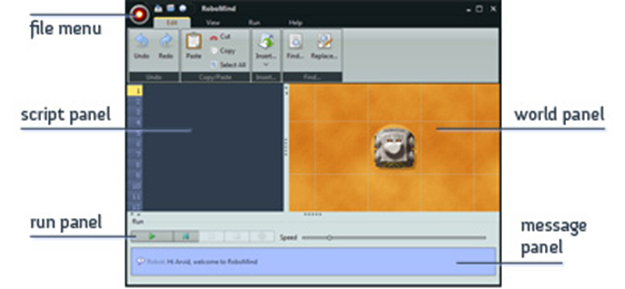 RoboMind
file menu
Edit View Run Help
Undo Redo Paste Cut Insert... Find... Replace...
Copy
Select All
Undo Copy/Paste Insert... Find...
1
2
3
4
5
6
7
8
9
10
11
12
script panel
world panel
Run
run panel
Speed
message
panel
Robot: Hi Arvid, welcome to RoboMind